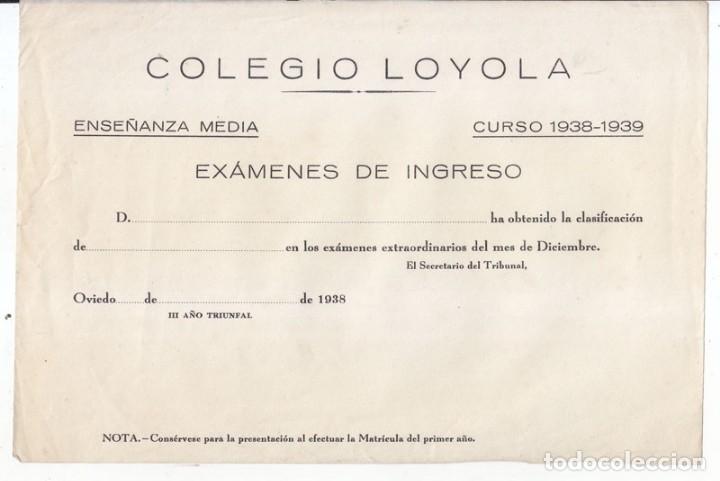 COLEGIO LOYOLA
ENSEÑANZA MEDIA CURSO 1938-1939
EXÁMENES DE INGRESO
D. ha obtenido la clasificación
de en los exámenes extraordinarios del mes de Diciembre.
El Secretario del Tribunal,
Oviedo de de 1938
III AÑO TRIUNFAL
NOTA.—Consérvese para la presentación al efectuar la Matrícula del primer año.
todocoleccion